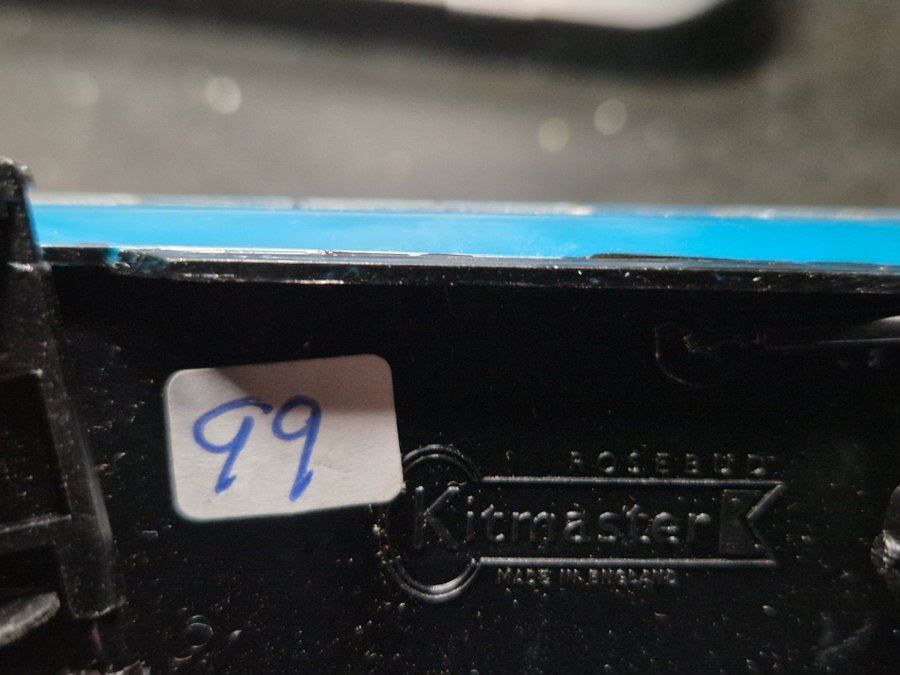 99
ROSEBUD
Kitmaster
MADE IN ENGLAND